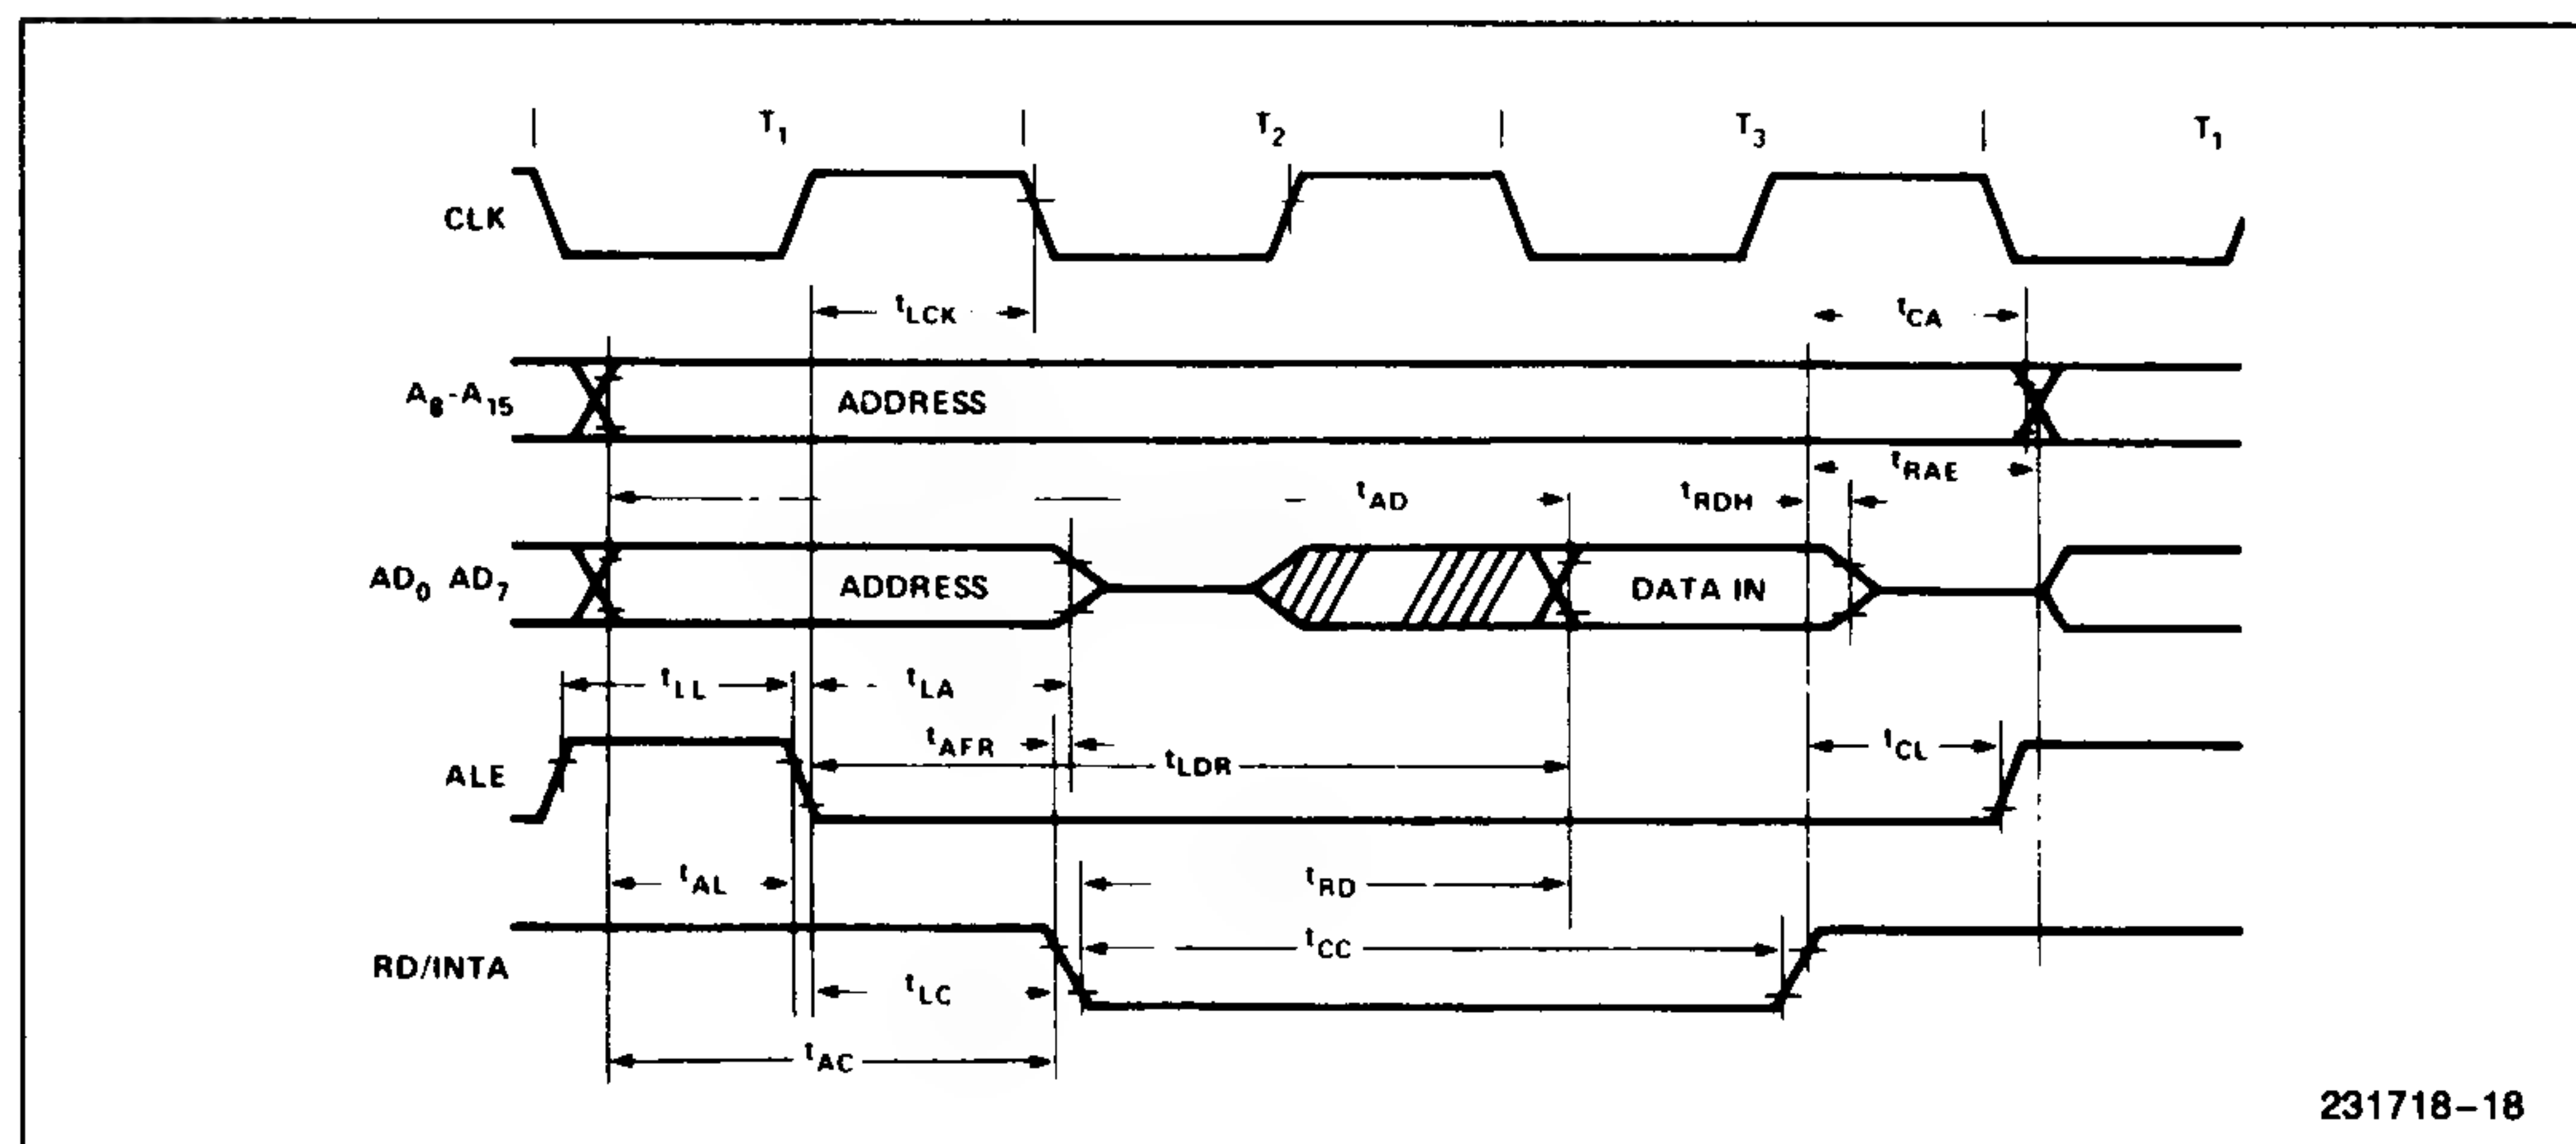 T₁ T₂ T₃ T₁
CLK
tLCK tCA
A₈-A₁₅ ADDRESS
tRAE
tAD tRDH
AD₀ AD₇ ADDRESS DATA IN
tLL tLA
tAFR tCL
ALE tLDR
tAL tRD
tCC
RD/INTA
tLC
tAC
231718-18